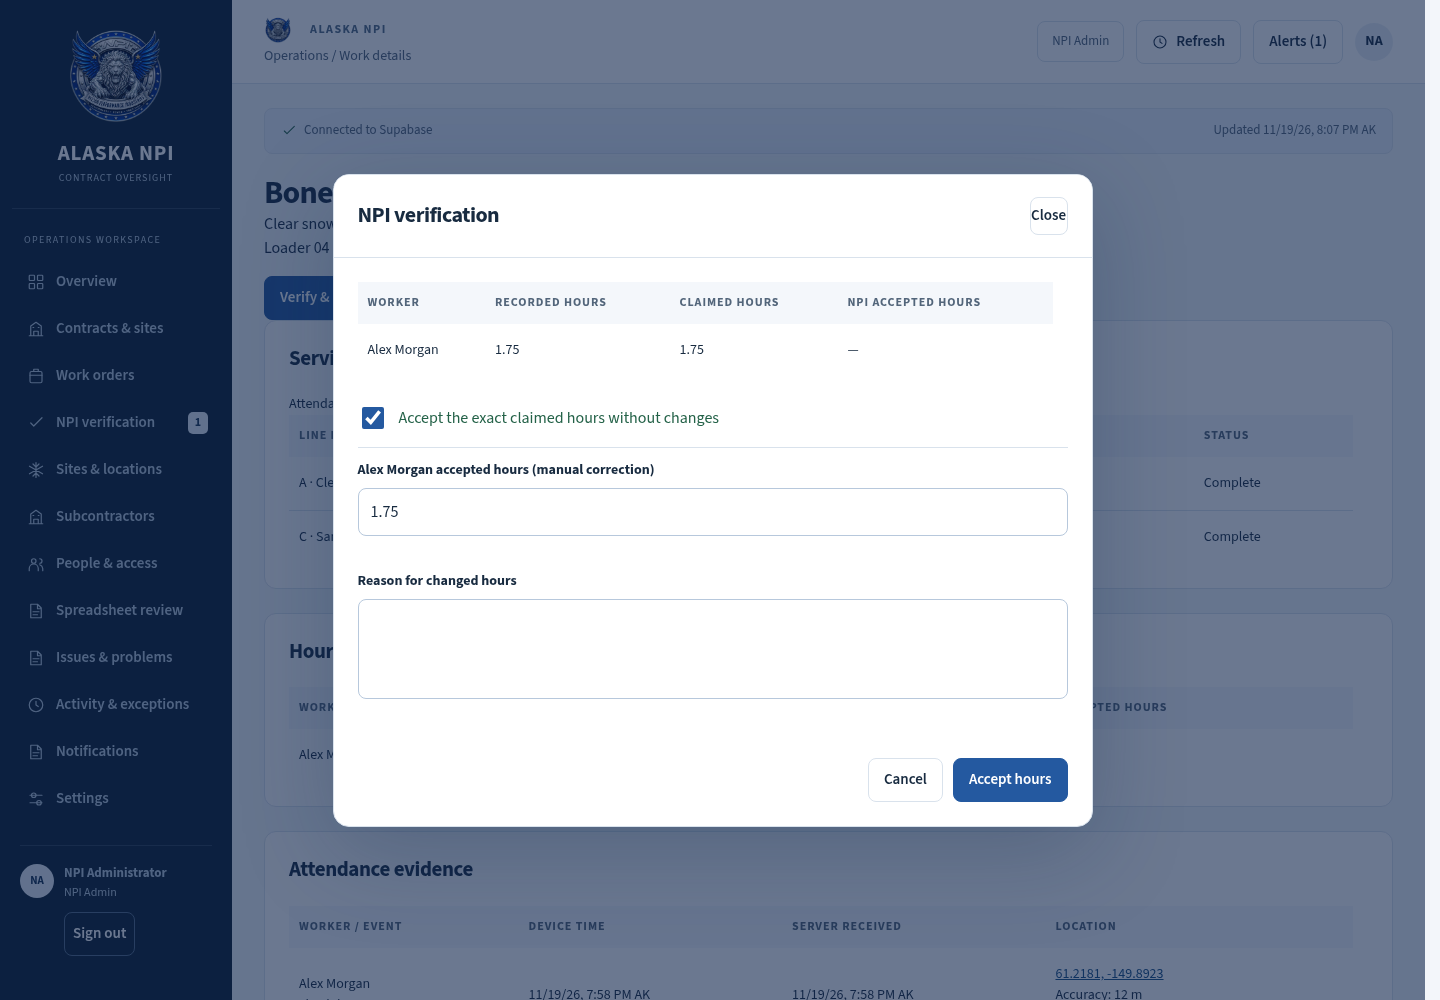 ALASKA NPI
CONTRACT OVERSIGHT
OPERATIONS WORKSPACE
Overview
Contracts & sites
Work orders
NPI verification 1
Sites & locations
Subcontractors
People & access
Spreadsheet review
Issues & problems
Activity & exceptions
Notifications
Settings
NA
NPI Administrator
NPI Admin
Sign out
ALASKA NPI
Operations / Work details
NPI Admin
Refresh
Alerts (1)
NA
Connected to Supabase
Updated 11/19/26, 8:07 PM AK
Bone
Clear snow
Loader 04
Verify &
Servi
Attenda
LINE
STATUS
A · Cle
Complete
C · Sa
Complete
Hour
WORK
PTED HOURS
Alex M
NPI verification
Close
WORKER RECORDED HOURS CLAIMED HOURS NPI ACCEPTED HOURS
Alex Morgan 1.75 1.75 —
Accept the exact claimed hours without changes
Alex Morgan accepted hours (manual correction)
1.75
Reason for changed hours
Cancel
Accept hours
Attendance evidence
WORKER / EVENT DEVICE TIME SERVER RECEIVED LOCATION
Alex Morgan
11/19/26, 7:58 PM AK 11/19/26, 7:58 PM AK
61.2181, -149.8923
Accuracy: 12 m